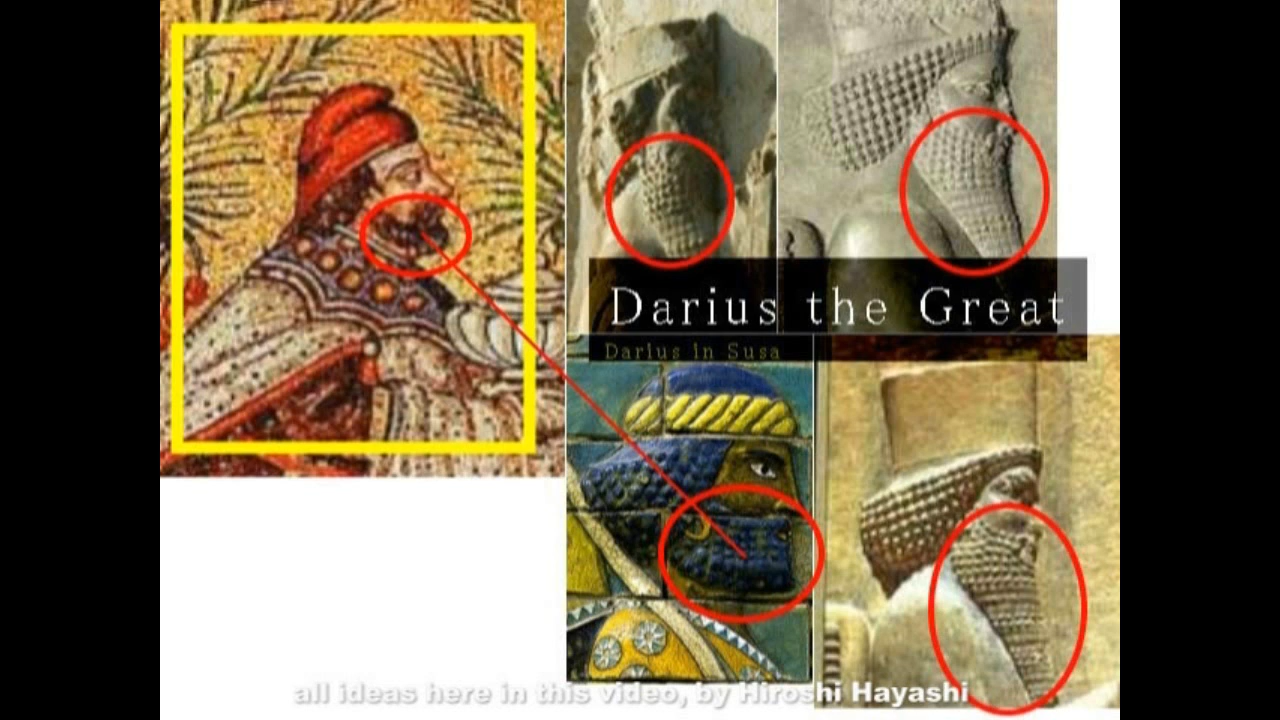 Darius the Great
Darius in Susa
all ideas here in this video, by Hiroshi Hayashi